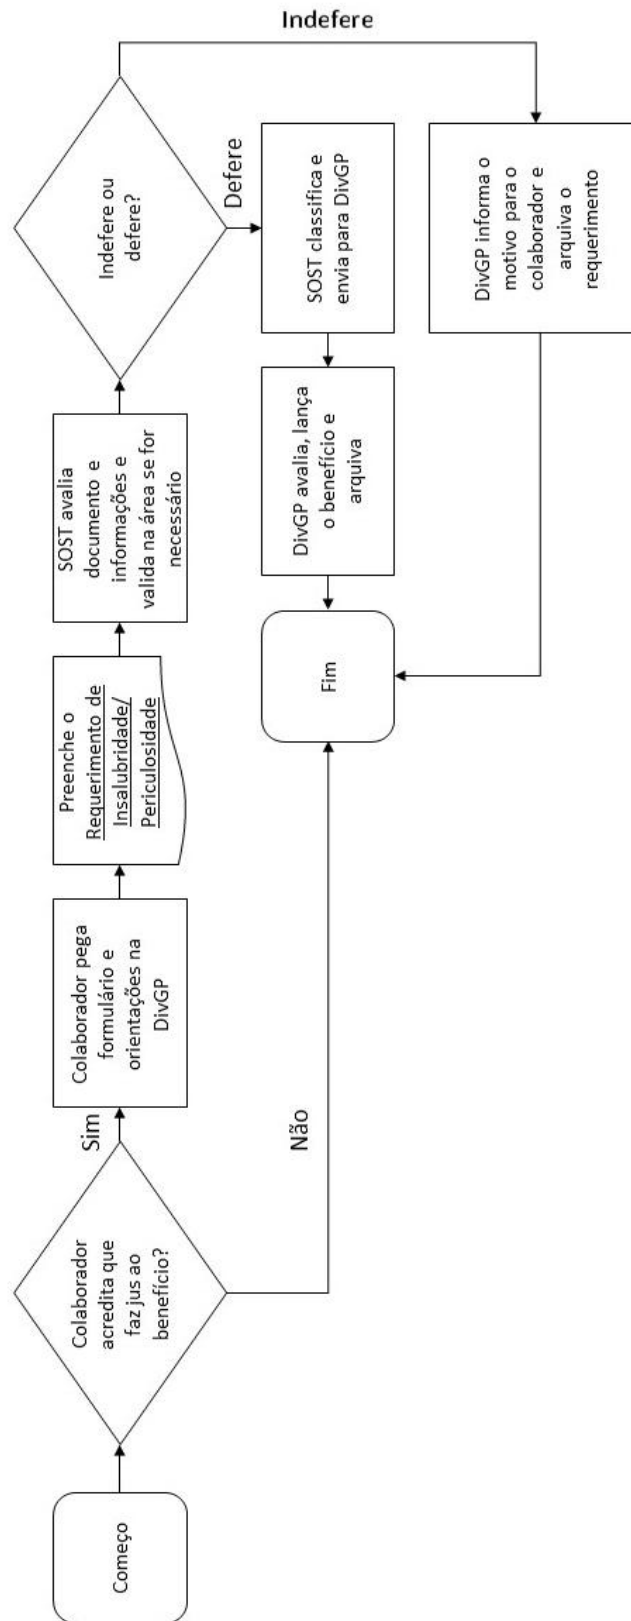 Começo
Colaborador
acredita que
faz jus ao
benefício?
Sim
Não
Colaborador pega
formulário e
orientações na
DivGP
Preenche o
Requerimento de
Insalubridade/
Periculosidade
SOST avalia
documento e
informações e
valida na área se for
necessário
Indefere ou
defere?
Defere
Indefere
SOST classifica e
envia para DivGP
DivGP avalia, lança
o benefício e
arquiva
DivGP informa o
motivo para o
colaborador e
arquiva o
requerimento
Fim